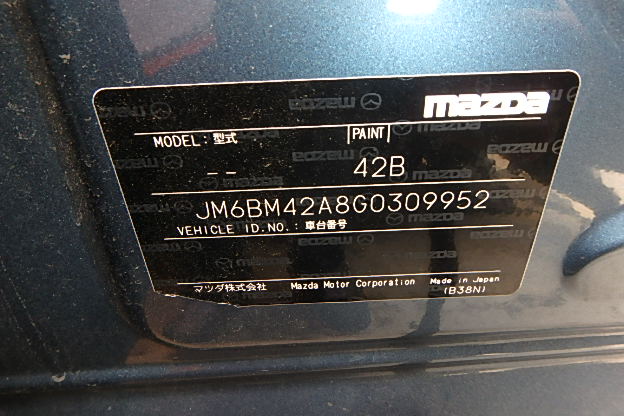 mazda
MODEL:型式 PAINT
-- 42B
JM6BM42A8G0309952
VEHICLE ID.NO.:車台番号
マツダ株式会社 Mazda Motor Corporation Made in Japan
(B38N)